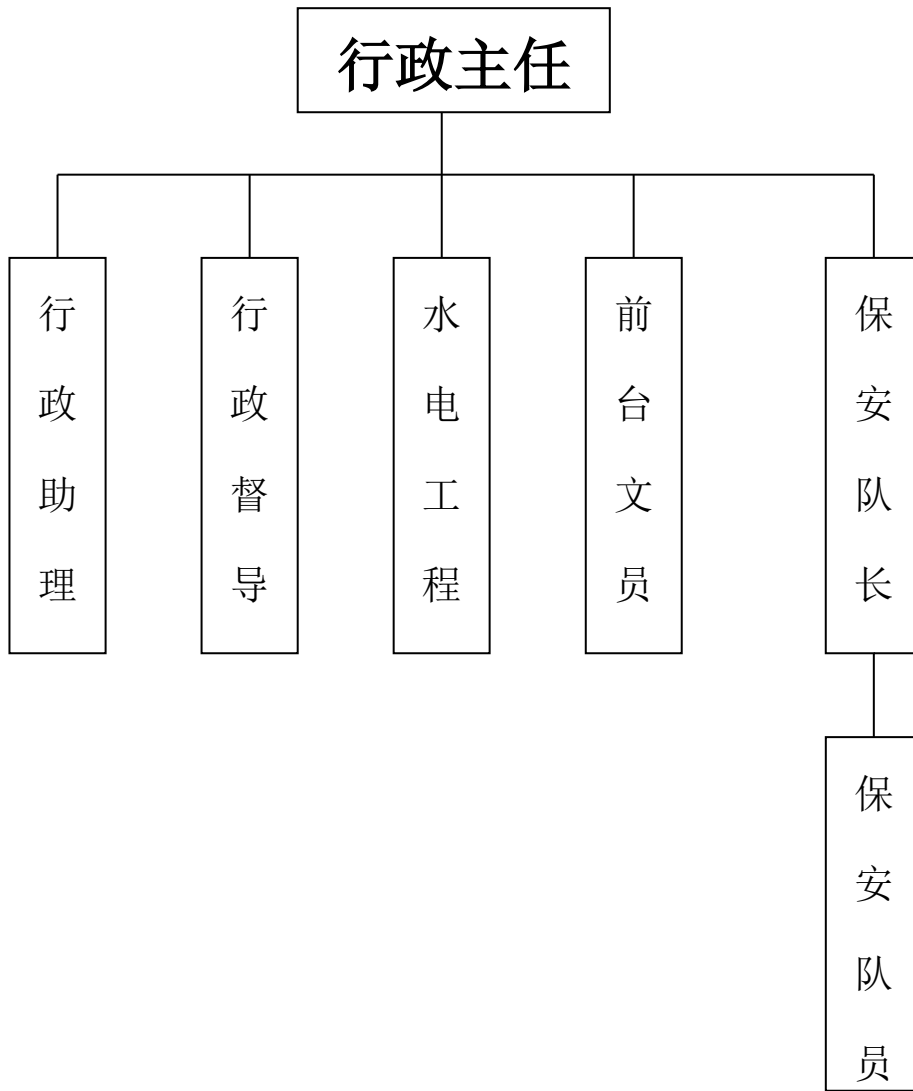 行政主任
行政助理
行政督导
水电工程
前台文员
保安队长
保安队员